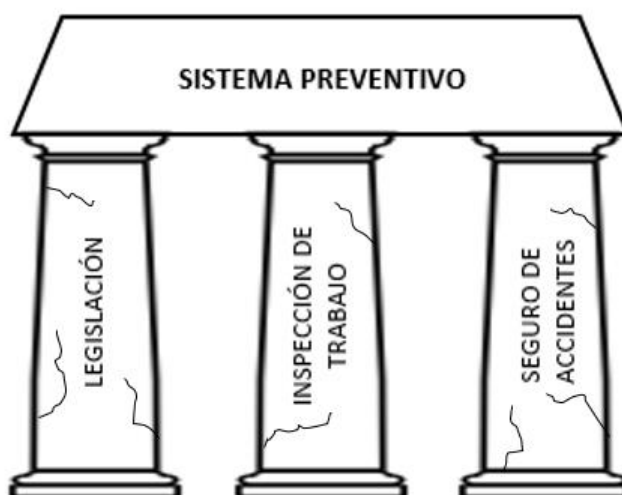 SISTEMA PREVENTIVO
LEGISLACIÓN
INSPECCIÓN DE
TRABAJO
SEGURO DE
ACCIDENTES